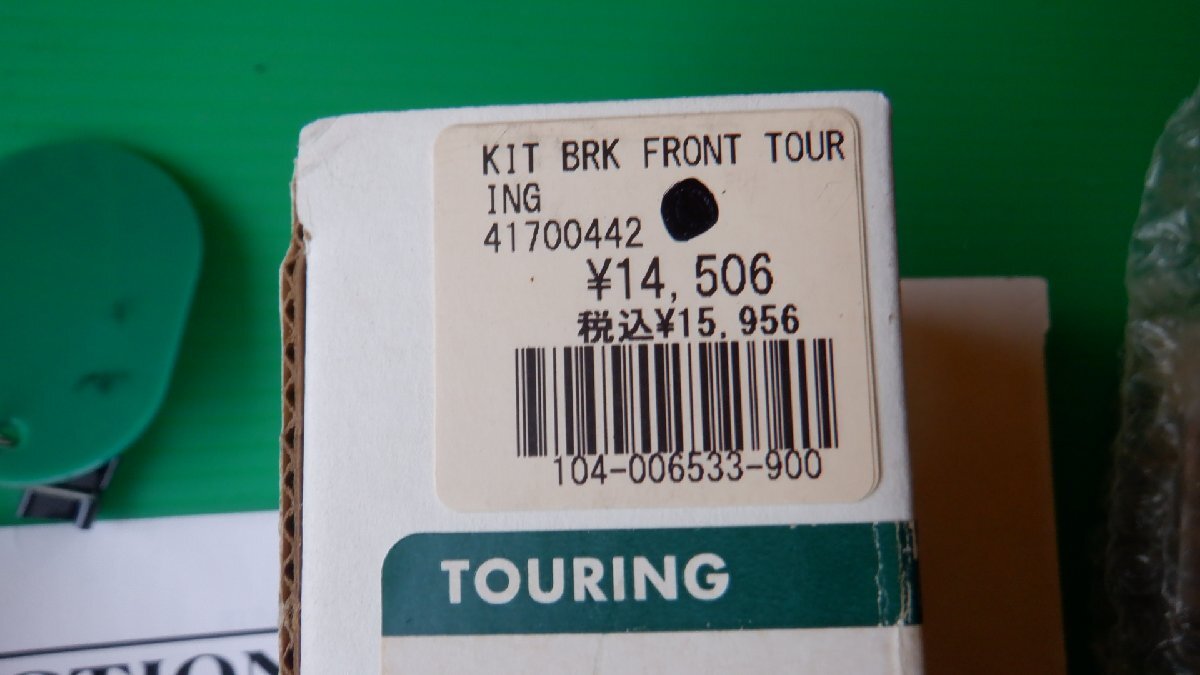 KIT BRK FRONT TOUR
ING
41700442
¥14,506
税込¥15.956
104-006533-900
TOURING